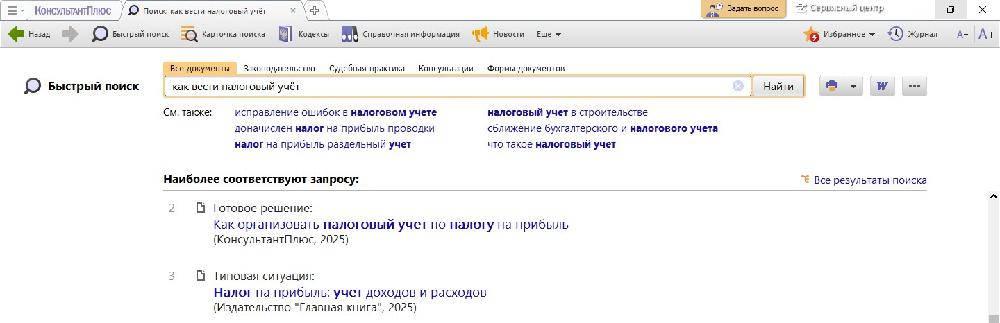 КонсультантПлюс
Поиск: как вести налоговый учёт
Задать вопрос
Сервисный центр
Назад
Быстрый поиск
Карточка поиска
Кодексы
Справочная информация
Новости
Еще
Избранное
Журнал
А−
А+
Все документы Законодательство Судебная практика Консультации Формы документов
Быстрый поиск
как вести налоговый учёт
Найти
W
См. также:
исправление ошибок в налоговом учете
налоговый учет в строительстве
доначислен налог на прибыль проводки
сближение бухгалтерского и налогового учета
налог на прибыль раздельный учет
что такое налоговый учет
Наиболее соответствуют запросу:
Все результаты поиска
2
Готовое решение:
Как организовать налоговый учет по налогу на прибыль
(КонсультантПлюс, 2025)
3
Типовая ситуация:
Налог на прибыль: учет доходов и расходов
(Издательство "Главная книга", 2025)